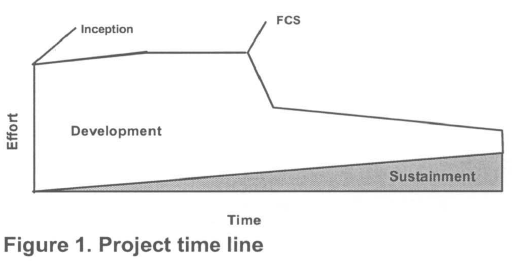 Inception
FCS
Effort
Development
Sustainment
Time
Figure 1. Project time line